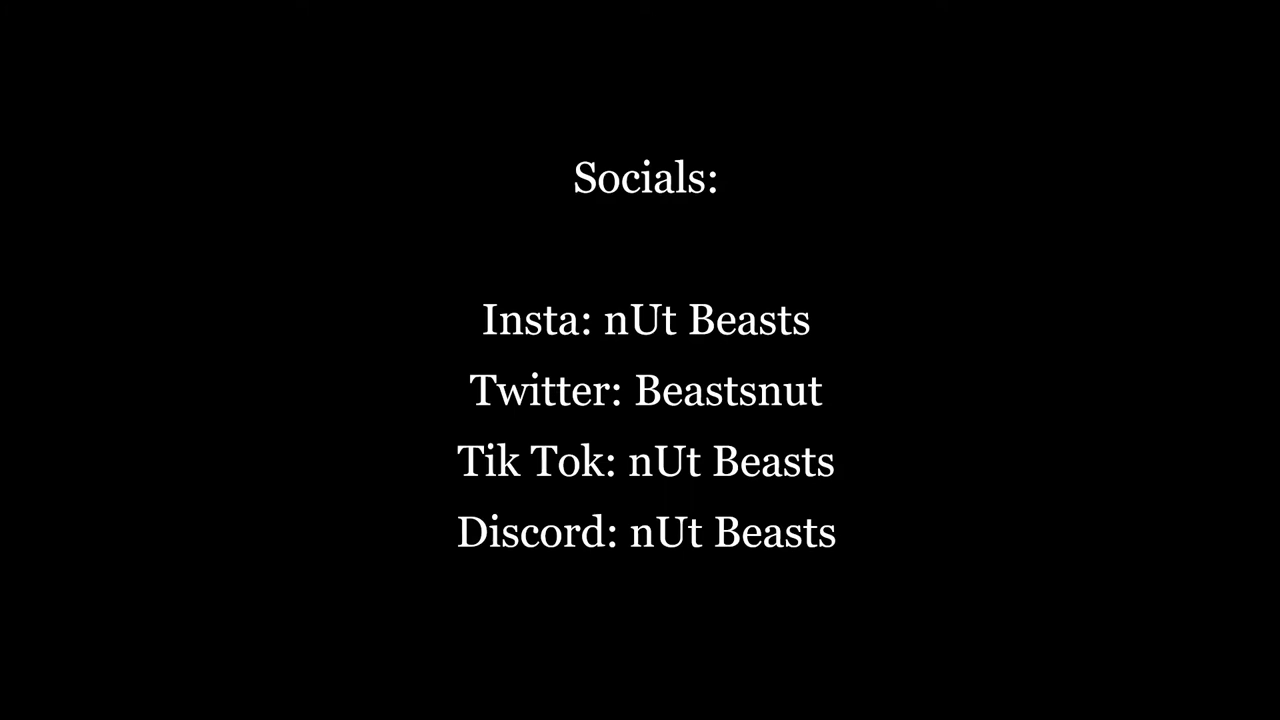 Socials:
Insta: nUt Beasts
Twitter: Beastsnut
Tik Tok: nUt Beasts
Discord: nUt Beasts